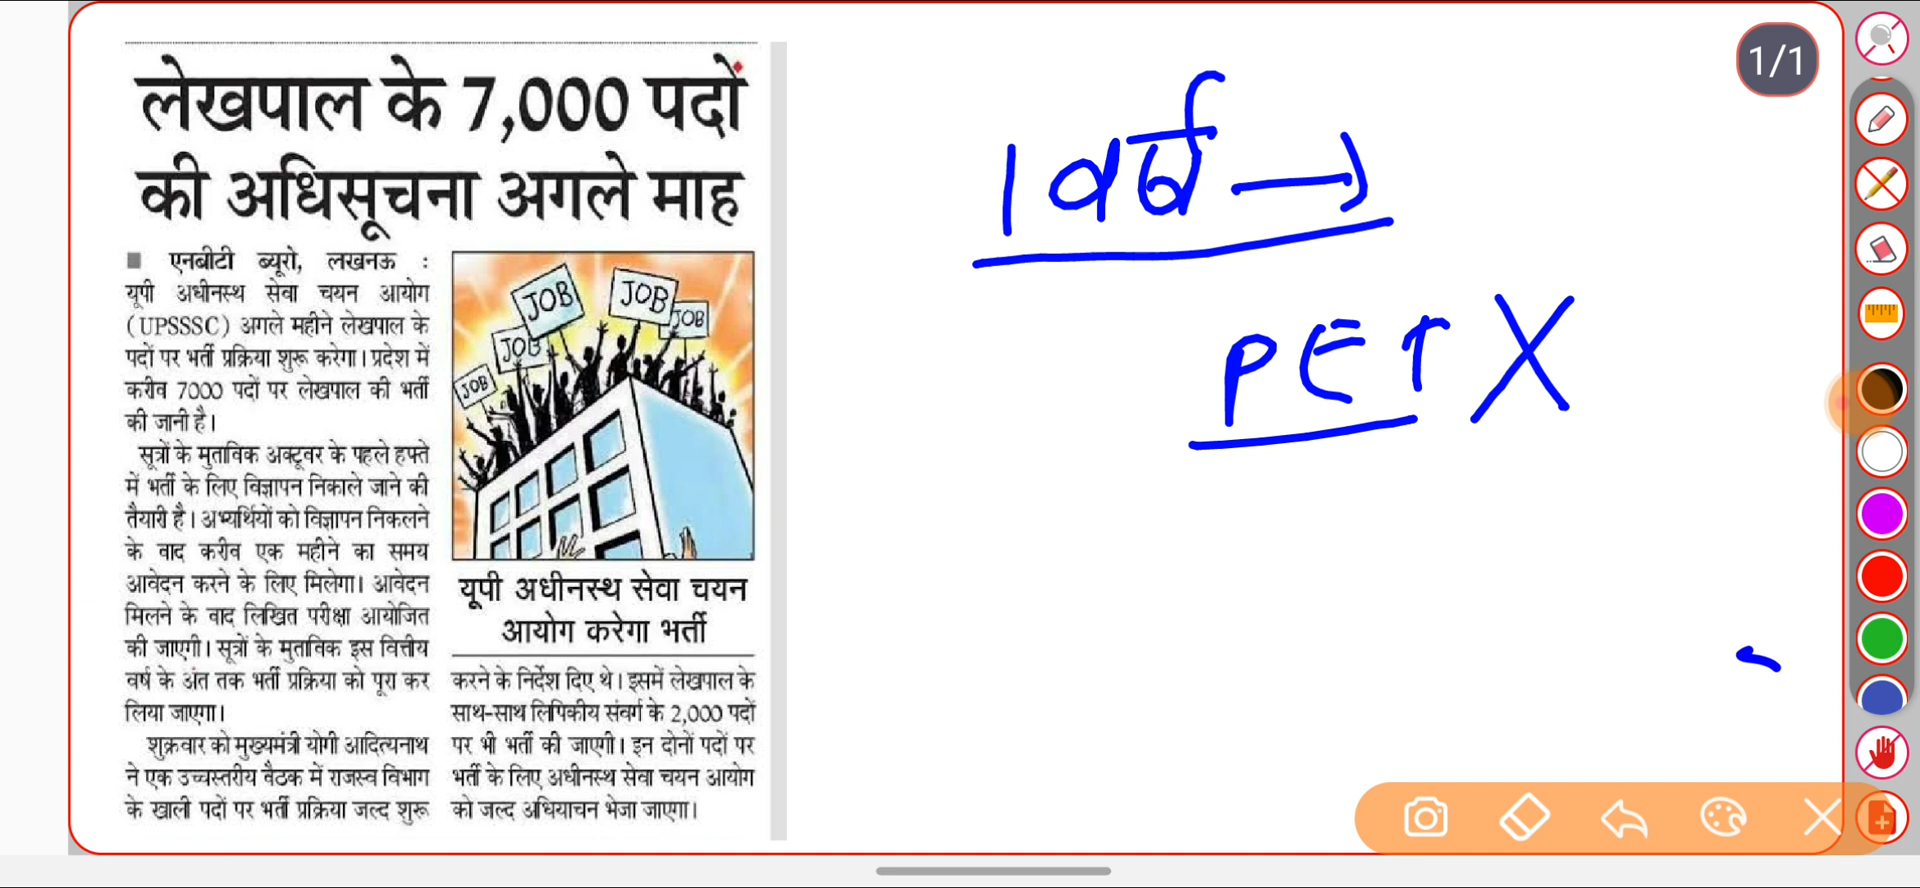 लेखपाल के 7,000 पदों
की अधिसूचना अगले माह
■ एनबीटी ब्यूरो, लखनऊ :
यूपी अधीनस्थ सेवा चयन आयोग
(UPSSSC) अगले महीने लेखपाल के
पदों पर भर्ती प्रक्रिया शुरू करेगा। प्रदेश में
करीब 7000 पदों पर लेखपाल की भर्ती
की जानी है।
सूत्रों के मुताबिक अक्टूबर के पहले हफ्ते
में भर्ती के लिए विज्ञापन निकाले जाने की
तैयारी है। अभ्यर्थियों को विज्ञापन निकलने
के बाद करीब एक महीने का समय
आवेदन करने के लिए मिलेगा। आवेदन
मिलने के बाद लिखित परीक्षा आयोजित
की जाएगी। सूत्रों के मुताबिक इस वित्तीय
वर्ष के अंत तक भर्ती प्रक्रिया को पूरा कर
लिया जाएगा।
शुक्रवार को मुख्यमंत्री योगी आदित्यनाथ
ने एक उच्चस्तरीय बैठक में राजस्व विभाग
के खाली पदों पर भर्ती प्रक्रिया जल्द शुरू
JOB
JOB
JOB
JOB
JOB
यूपी अधीनस्थ सेवा चयन
आयोग करेगा भर्ती
करने के निर्देश दिए थे। इसमें लेखपाल के
साथ-साथ लिपिकीय संवर्ग के 2,000 पदों
पर भी भर्ती की जाएगी। इन दोनों पदों पर
भर्ती के लिए अधीनस्थ सेवा चयन आयोग
को जल्द अधियाचन भेजा जाएगा।
1 वर्ष →
PET X
1/1